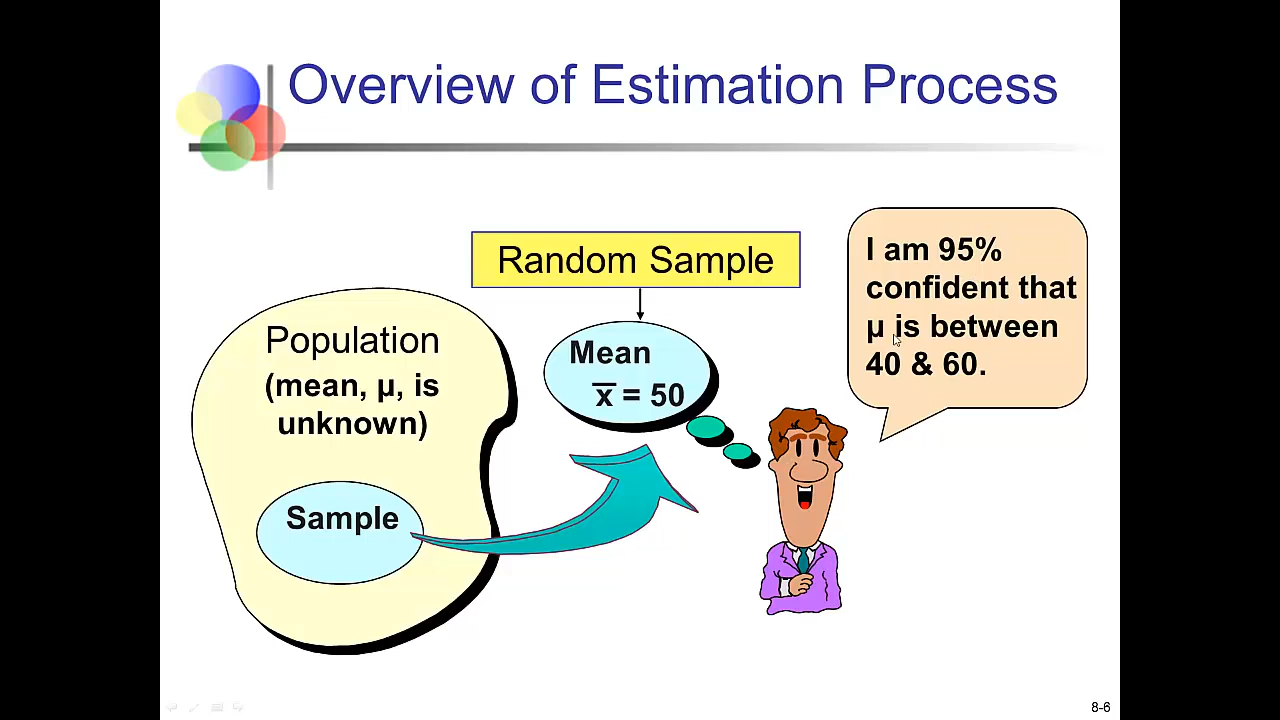 Overview of Estimation Process
Random Sample
Population
(mean, μ, is
unknown)
Sample
Mean
x̅ = 50
I am 95%
confident that
μ is between
40 & 60.
8-6